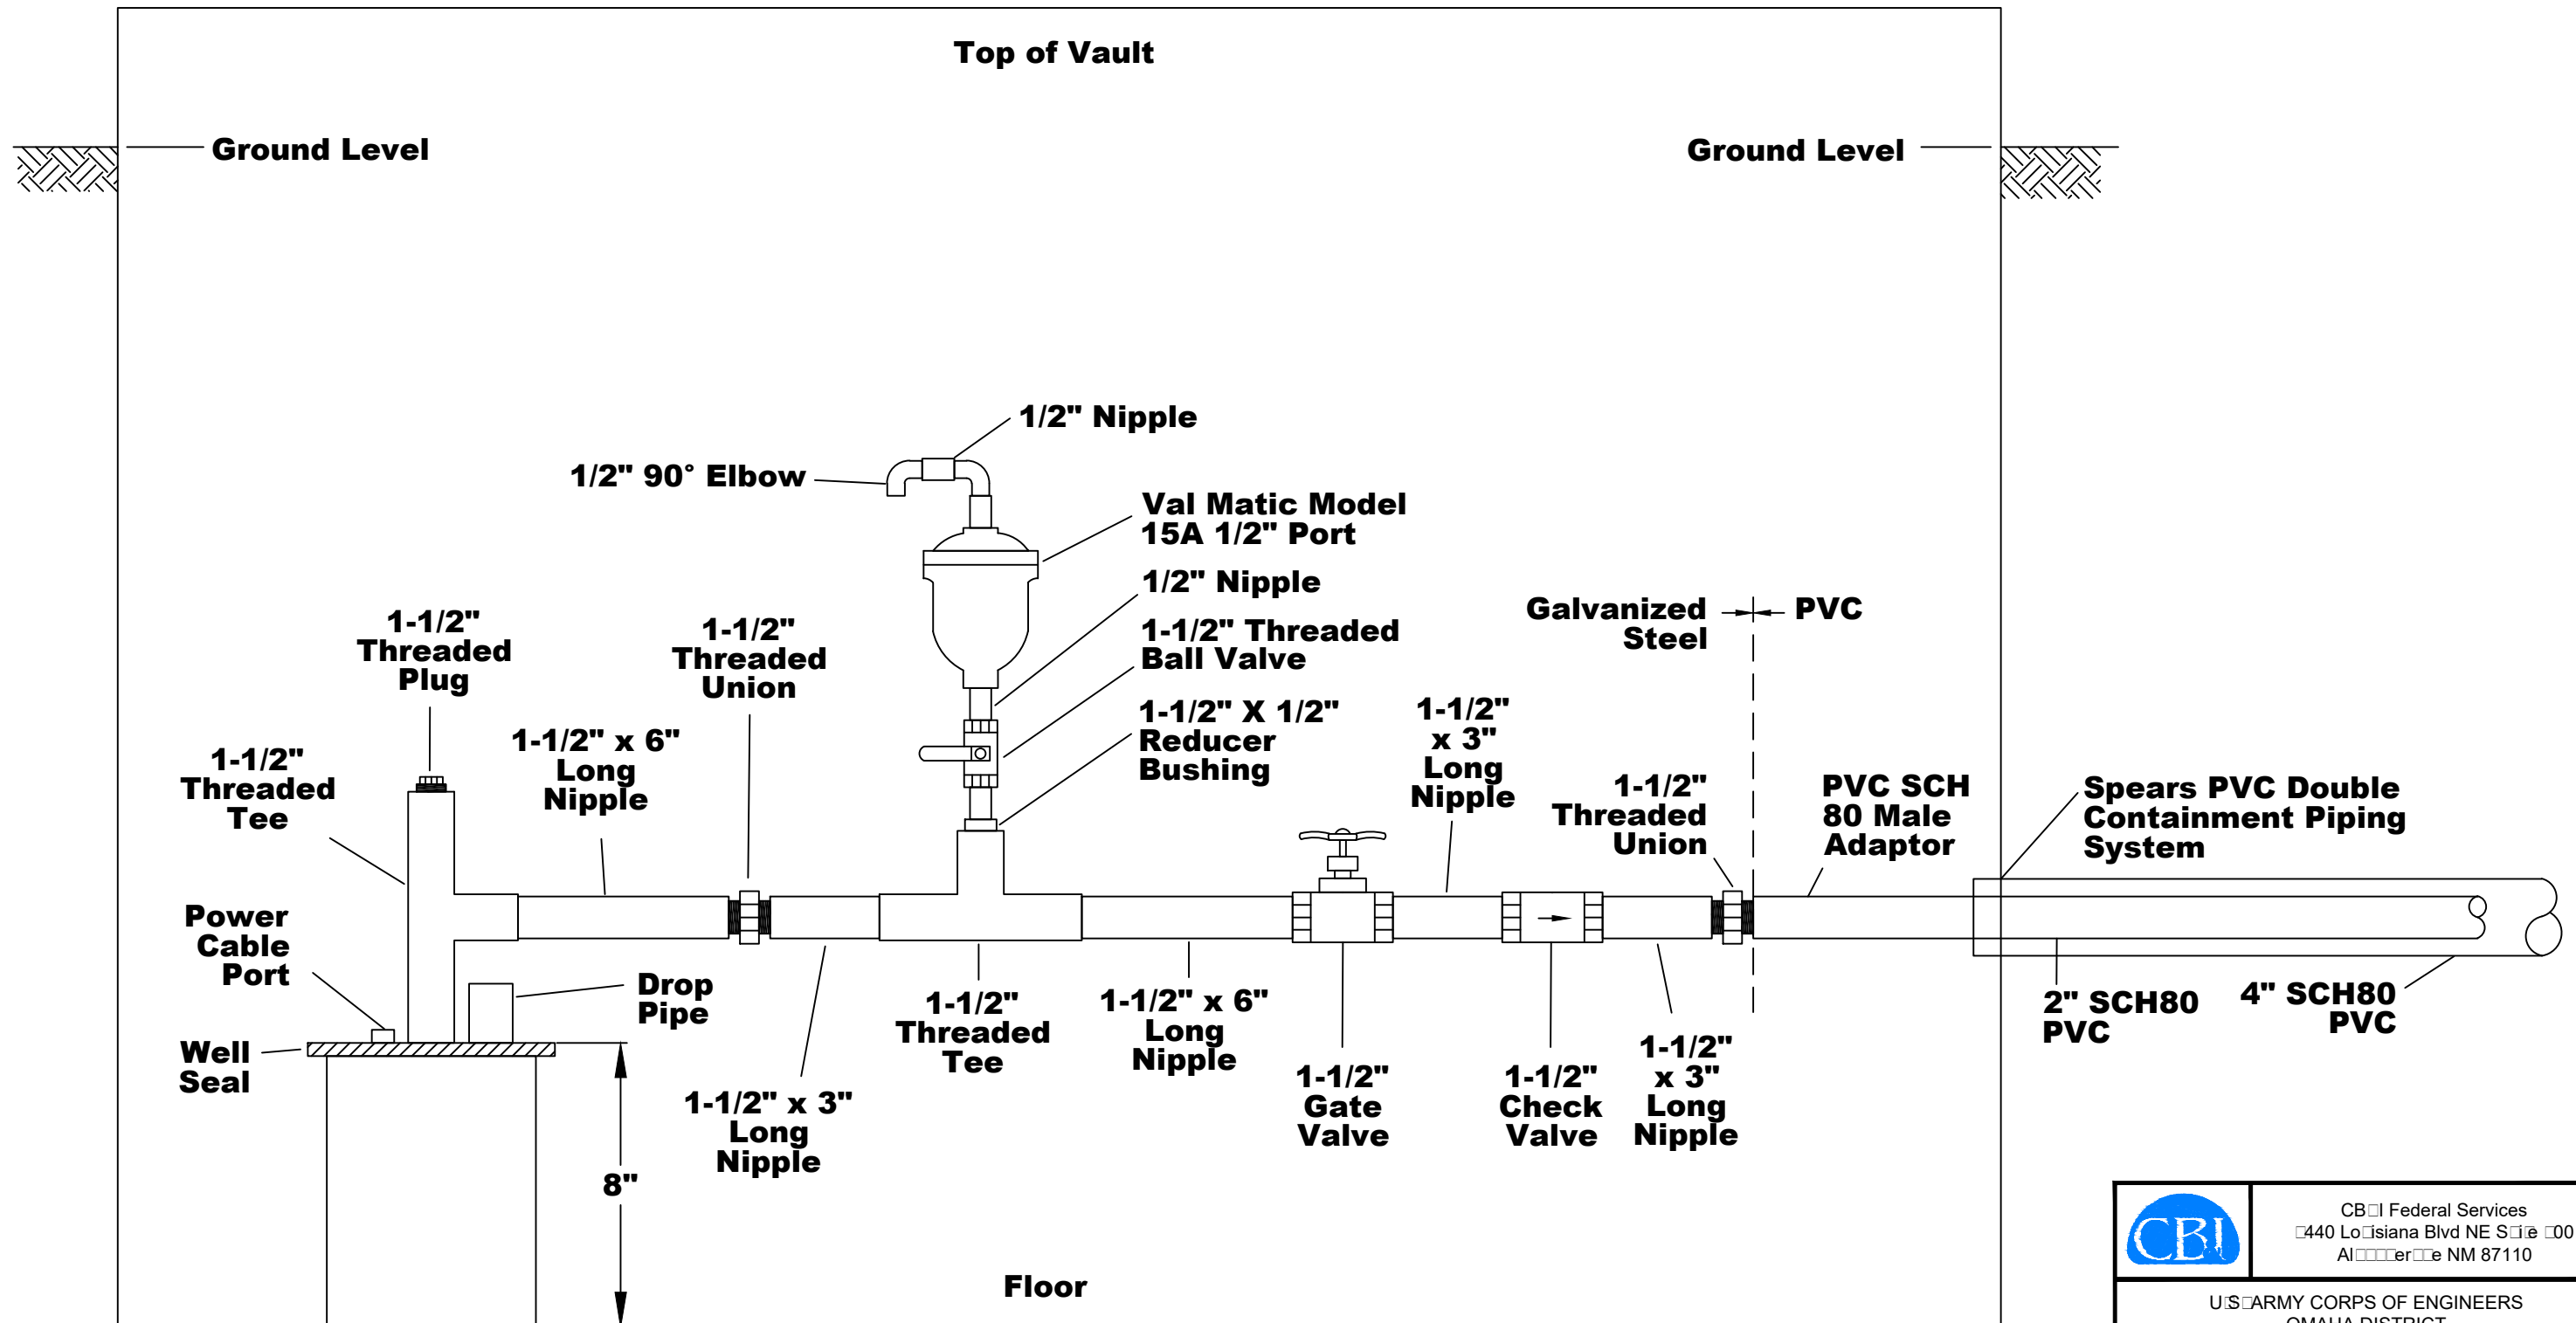 Top of Vault
Ground Level
Ground Level
1/2" Nipple
1/2" 90° Elbow
Val Matic Model
15A 1/2" Port
1/2" Nipple
1-1/2" Threaded
Ball Valve
1-1/2" X 1/2"
Reducer
Bushing
Galvanized
Steel
PVC
1-1/2"
Threaded
Plug
1-1/2"
Threaded
Union
1-1/2"
Threaded
Tee
1-1/2" x 6"
Long
Nipple
1-1/2"
x 3"
Long
Nipple
1-1/2"
Threaded
Union
PVC SCH
80 Male
Adaptor
Spears PVC Double
Containment Piping
System
Power
Cable
Port
Drop
Pipe
Well
Seal
1-1/2" x 3"
Long
Nipple
1-1/2"
Threaded
Tee
1-1/2" x 6"
Long
Nipple
1-1/2"
Gate
Valve
1-1/2"
Check
Valve
1-1/2"
x 3"
Long
Nipple
2" SCH80
PVC
4" SCH80
PVC
8"
Floor
CBI
CB I Federal Services
Blvd NE
NM 87110
ARMY CORPS OF ENGINEERS
OMAHA DISTRICT